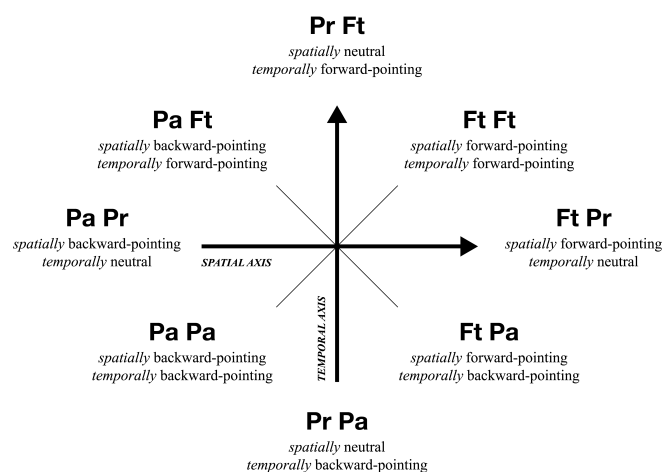 Pr Ft
spatially neutral
temporally forward-pointing
Pa Ft
spatially backward-pointing
temporally forward-pointing
Ft Ft
spatially forward-pointing
temporally forward-pointing
Pa Pr
spatially backward-pointing
temporally neutral
SPATIAL AXIS
Ft Pr
spatially forward-pointing
temporally neutral
TEMPORAL AXIS
Pa Pa
spatially backward-pointing
temporally backward-pointing
Ft Pa
spatially forward-pointing
temporally backward-pointing
Pr Pa
spatially neutral
temporally backward-pointing